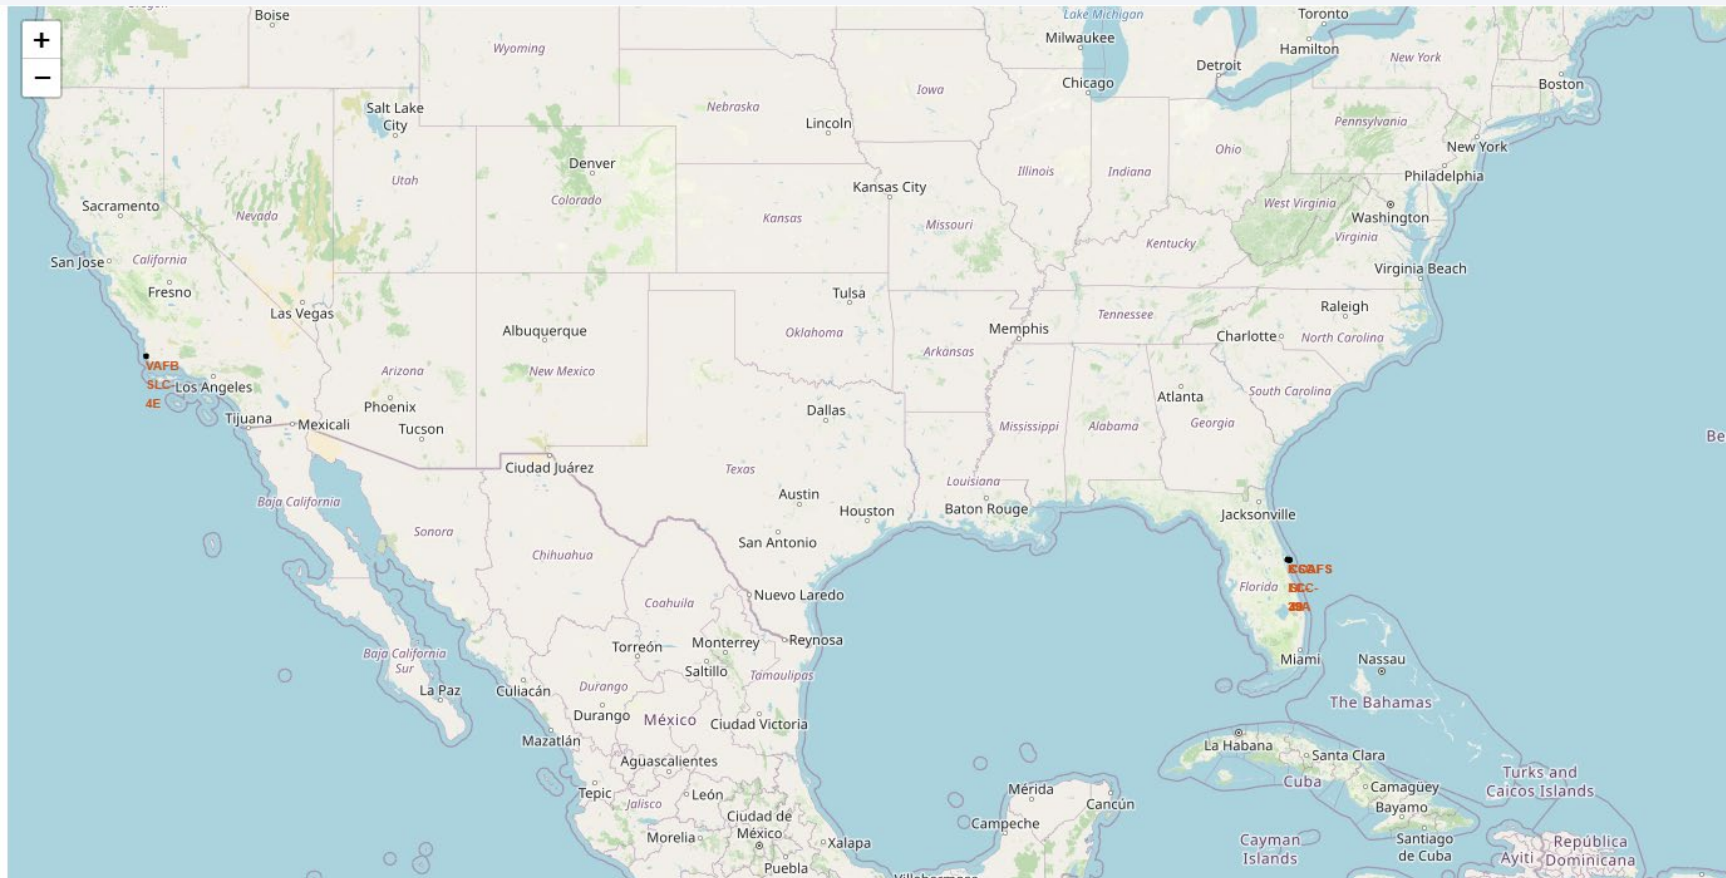 Oregon
Boise
Lake Michigan
Toronto
+
Milwaukee
Hamilton
Wyoming
New York
Detroit
−
Chicago
Boston
Iowa
Salt Lake
City
Nebraska
Lincoln
Pennsylvania
New York
Ohio
Denver
Illinois
Indiana
Philadelphia
Utah
Kansas City
Colorado
West Virginia
Sacramento
Nevada
Kansas
Missouri
Washington
Virginia
Kentucky
San Jose
California
Virginia Beach
Fresno
Tulsa
Las Vegas
Raleigh
Albuquerque
Oklahoma
Memphis
Tennessee
Charlotte
North Carolina
Arkansas
VAFB
SLC-
4E
Los Angeles
Arizona
New Mexico
South Carolina
Atlanta
Phoenix
Dallas
Tijuana
Mexicali
Tucson
Mississippi
Alabama
Georgia
Be
Ciudad Juárez
Texas
Louisiana
Baja California
Austin
Houston
Baton Rouge
Jacksonville
Sonora
San Antonio
Chihuahua
Florida
Nuevo Laredo
Coahuila
Reynosa
Torreón
Monterrey
Baja California
Sur
Saltillo
Tamaulipas
Miami
Nassau
La Paz
Culiacán
Durango
The Bahamas
Durango
México
Ciudad Victoria
Mazatlán
La Habana
Santa Clara
Aguascalientes
Turks and
Caicos Islands
Cuba
Tepic
León
Jalisco
Mérida
Cancún
Camagüey
Bayamo
Ciudad de
México
Campeche
Morelia
Xalapa
Cayman
Islands
Santiago
de Cuba
Ayiti
República
Dominicana
Puebla
Villahermosa